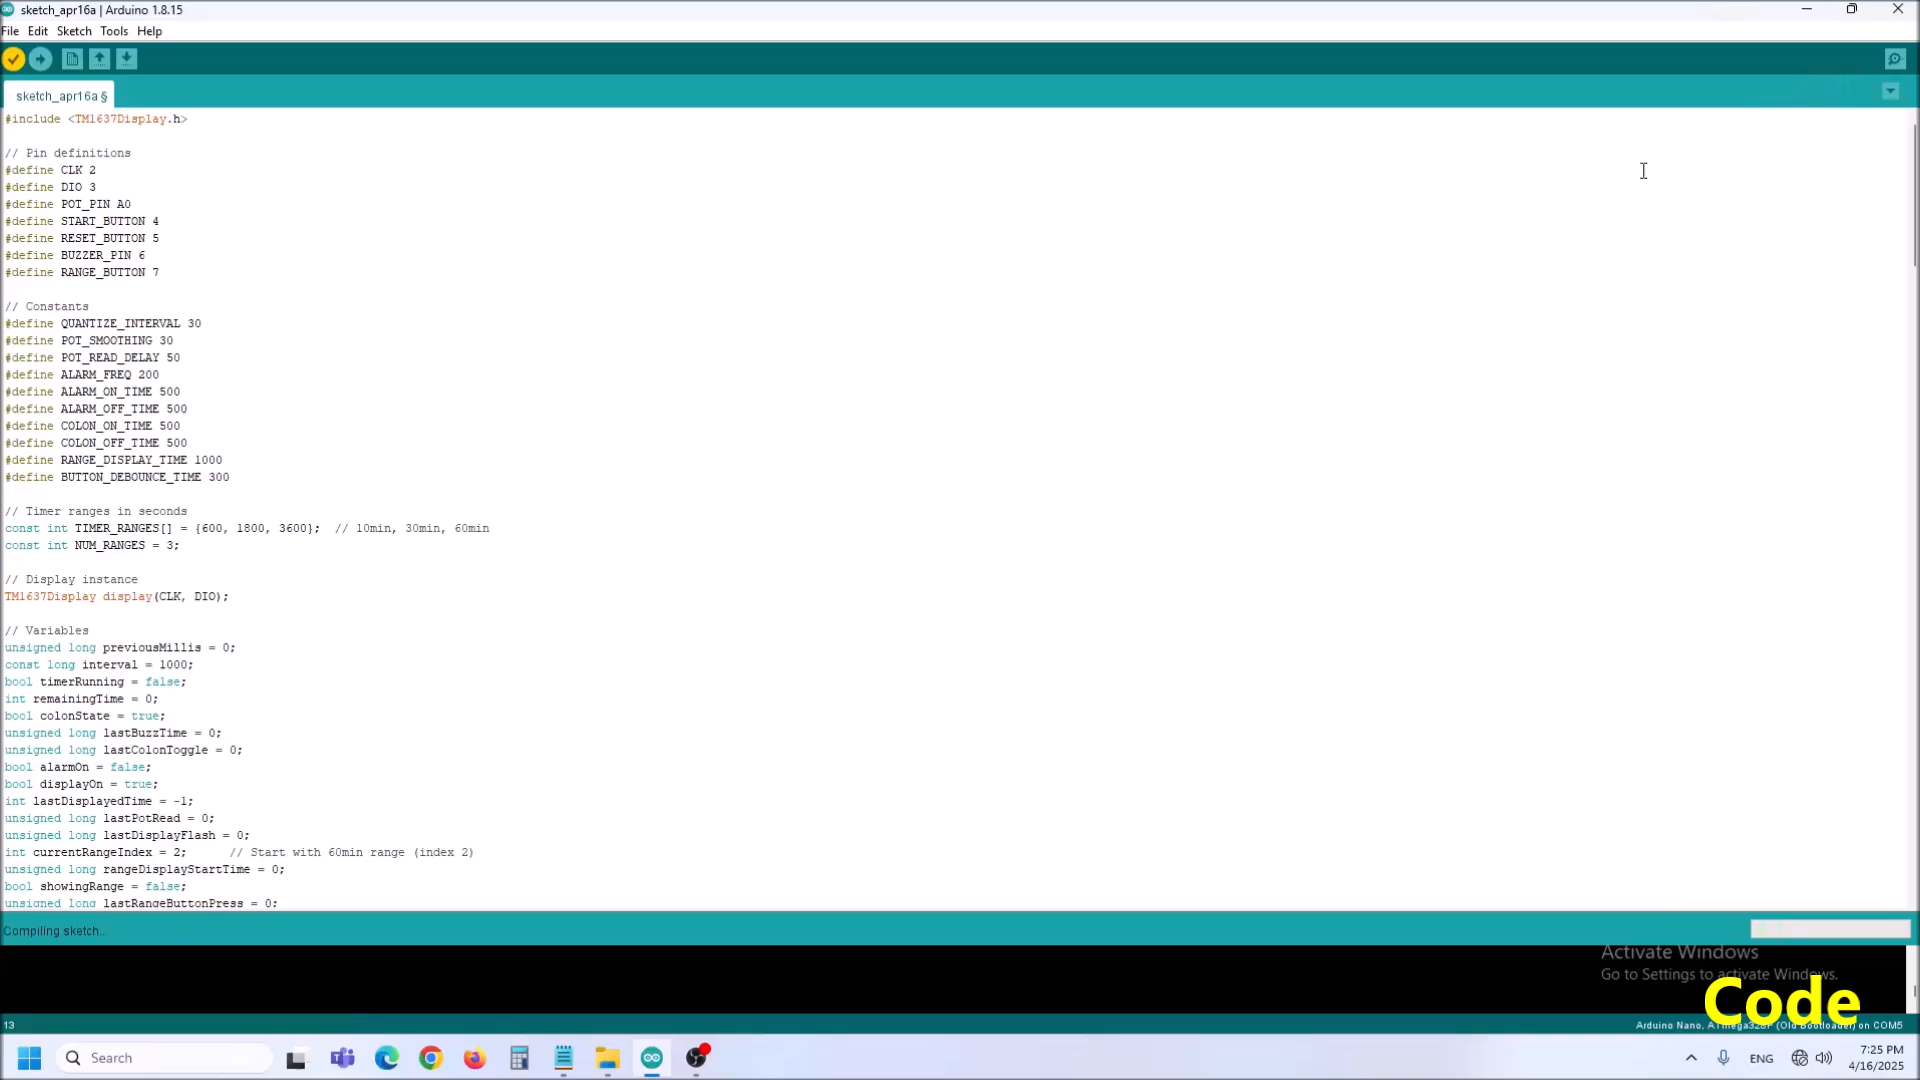 sketch_apr16a | Arduino 1.8.15
File Edit Sketch Tools Help
sketch_apr16a §
#include <TM1637Display.h>
// Pin definitions
#define CLK 2
#define DIO 3
#define POT_PIN A0
#define START_BUTTON 4
#define RESET_BUTTON 5
#define BUZZER_PIN 6
#define RANGE_BUTTON 7
// Constants
#define QUANTIZE_INTERVAL 30
#define POT_SMOOTHING 30
#define POT_READ_DELAY 50
#define ALARM_FREQ 200
#define ALARM_ON_TIME 500
#define ALARM_OFF_TIME 500
#define COLON_ON_TIME 500
#define COLON_OFF_TIME 500
#define RANGE_DISPLAY_TIME 1000
#define BUTTON_DEBOUNCE_TIME 300
// Timer ranges in seconds
const int TIMER_RANGES[] = {600, 1800, 3600};  // 10min, 30min, 60min
const int NUM_RANGES = 3;
// Display instance
TM1637Display display(CLK, DIO);
// Variables
unsigned long previousMillis = 0;
const long interval = 1000;
bool timerRunning = false;
int remainingTime = 0;
bool colonState = true;
unsigned long lastBuzzTime = 0;
unsigned long lastColonToggle = 0;
bool alarmOn = false;
bool displayOn = true;
int lastDisplayedTime = -1;
unsigned long lastPotRead = 0;
unsigned long lastDisplayFlash = 0;
int currentRangeIndex = 2;      // Start with 60min range (index 2)
unsigned long rangeDisplayStartTime = 0;
bool showingRange = false;
unsigned long lastRangeButtonPress = 0;
Compiling sketch...
Activate Windows
Go to Settings to activate Windows.
Code
13
Arduino Nano, ATmega328P (Old Bootloader) on COM5
Search
ENG
7:25 PM
4/16/2025